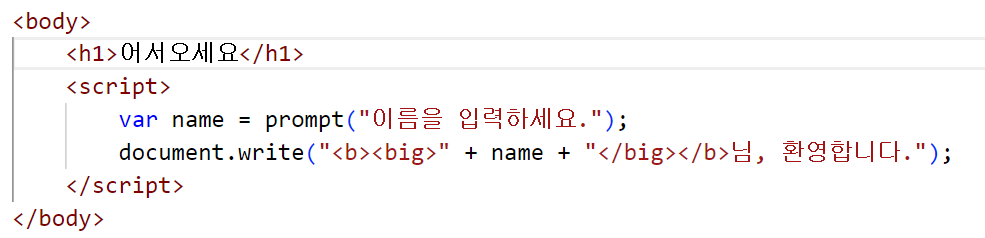 <body>
<h1>어서오세요</h1>
<script>
var name = prompt("이름을 입력하세요.");
document.write("<b><big>" + name + "</big></b>님, 환영합니다.");
</script>
</body>